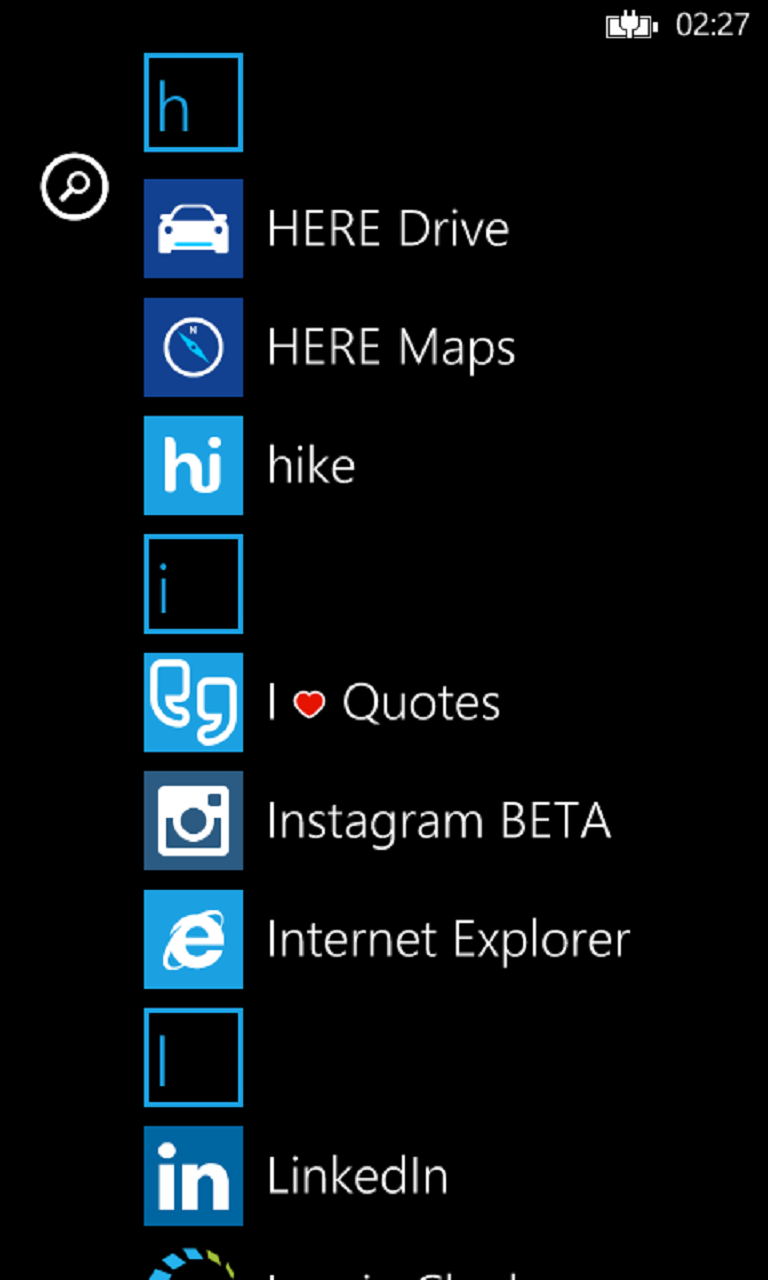 02:27
h
HERE Drive
N
HERE Maps
hi
hike
i
I ❤ Quotes
Instagram BETA
e
Internet Explorer
l
in
LinkedIn